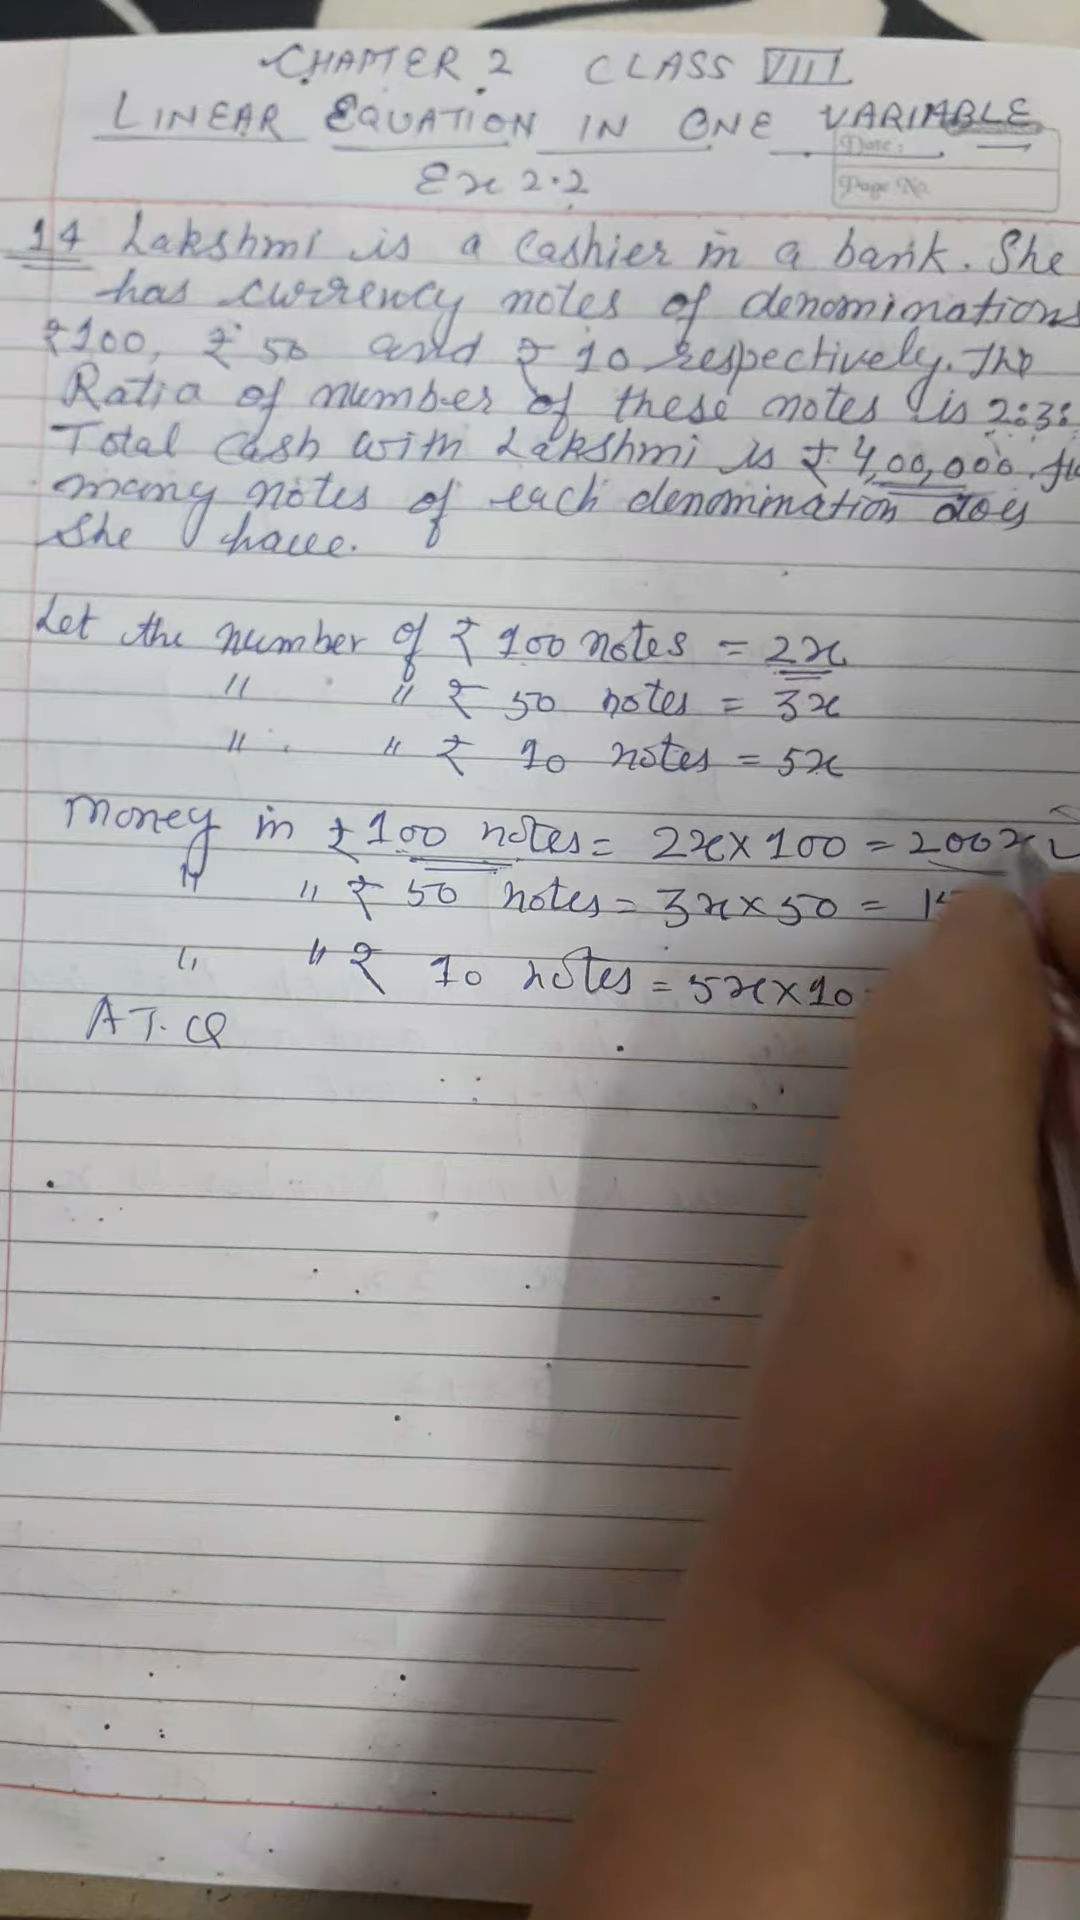 CHAPTER 2 CLASS VIII
LINEAR EQUATION IN ONE VARIABLE
Date :
Ex 2.2
Page No.
14 Lakshmi is a Cashier in a bank. She
has currency notes of denominations
₹100, ₹ 50 and ₹ 10 respectively. The
Ratio of number of these notes is 2:3:
Total Cash with Lakshmi is ₹ 4,00,000.
many notes of each denomination does
She have.
Let the number of ₹ 100 notes = 2x
" " ₹ 50 notes = 3x
" " ₹ 10 notes = 5x
Money in ₹100 notes = 2x×100 = 200x
" " ₹ 50 notes = 3x×50 =
" " ₹ 10 notes = 5x×10
A T. Q